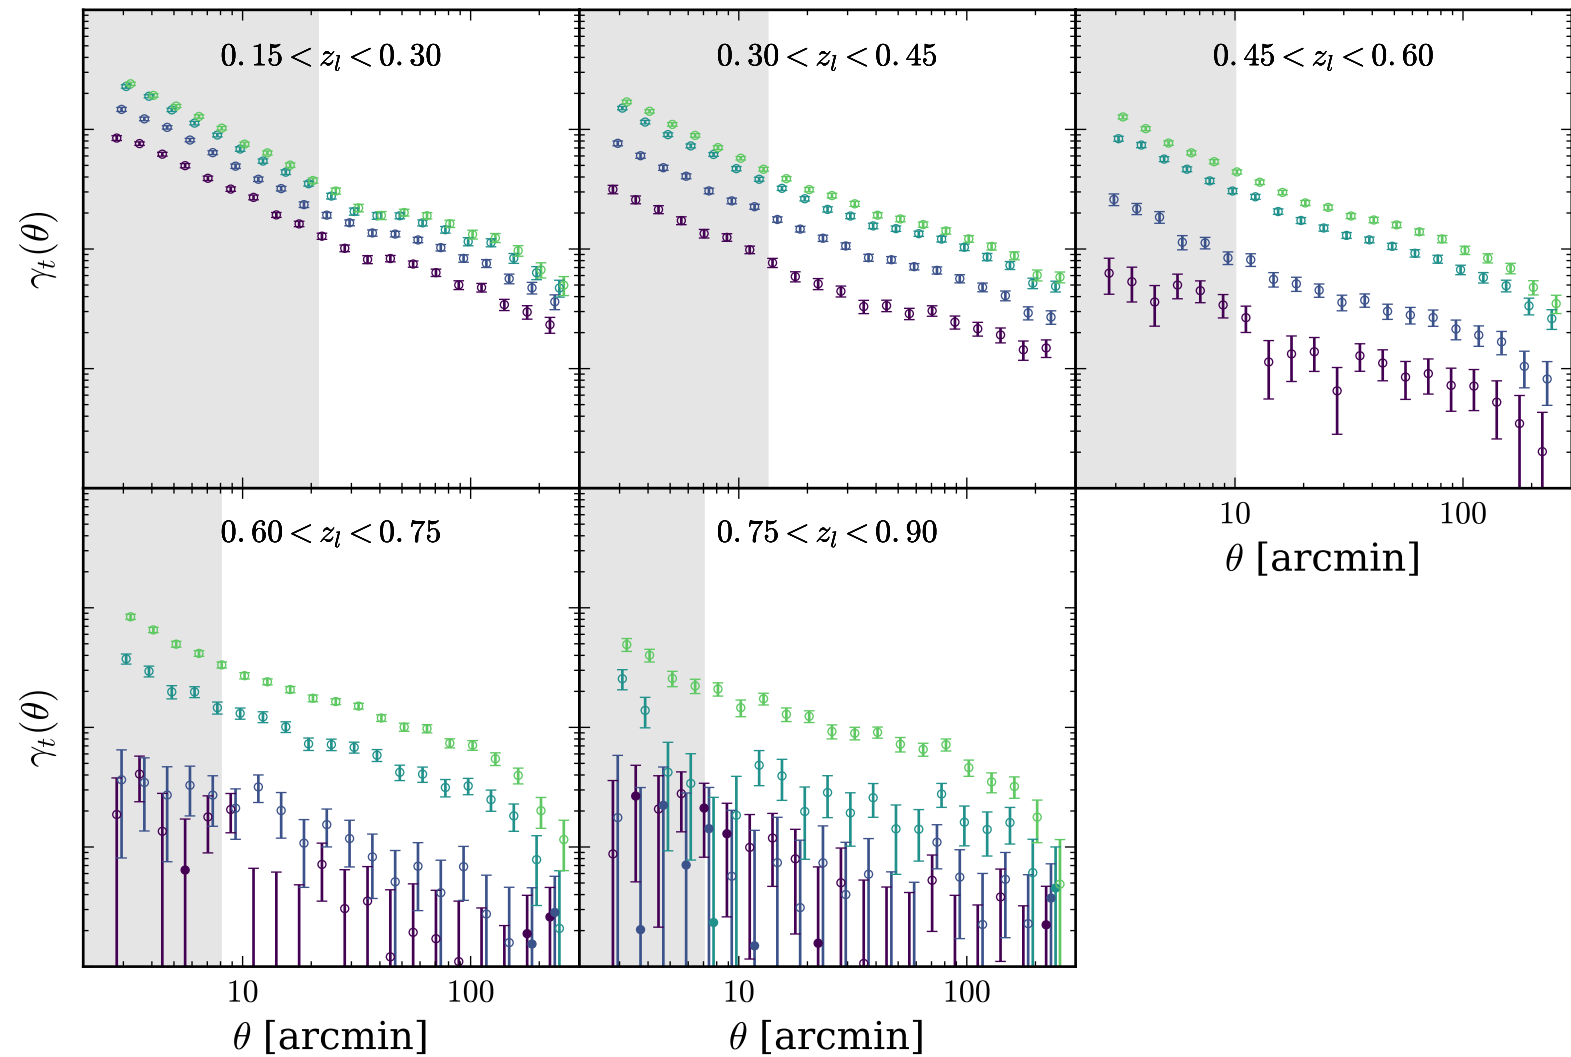 0.15 < z_l < 0.30
0.30 < z_l < 0.45
0.45 < z_l < 0.60
γ_t(θ)
10 100
θ [arcmin]
0.60 < z_l < 0.75
0.75 < z_l < 0.90
γ_t(θ)
10 100
10 100
θ [arcmin]
θ [arcmin]